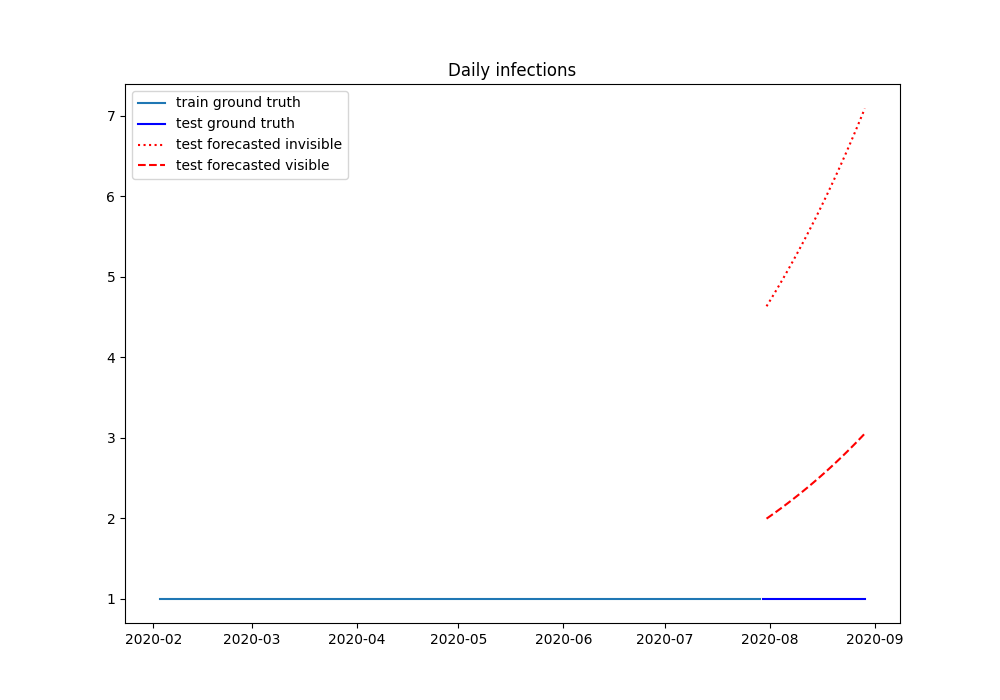 Daily infections
train ground truth
test ground truth
test forecasted invisible
test forecasted visible
7
6
5
4
3
2
1
2020-02 2020-03 2020-04 2020-05 2020-06 2020-07 2020-08 2020-09